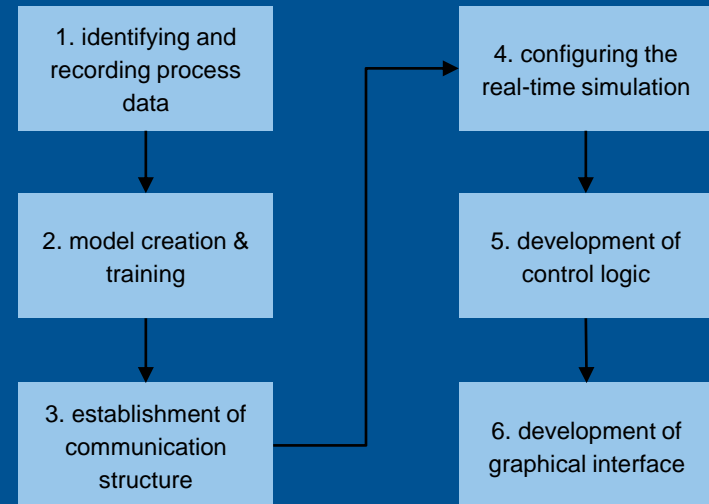 1. identifying and
recording process
data
2. model creation &
training
3. establishment of
communication
structure
4. configuring the
real-time simulation
5. development of
control logic
6. development of
graphical interface